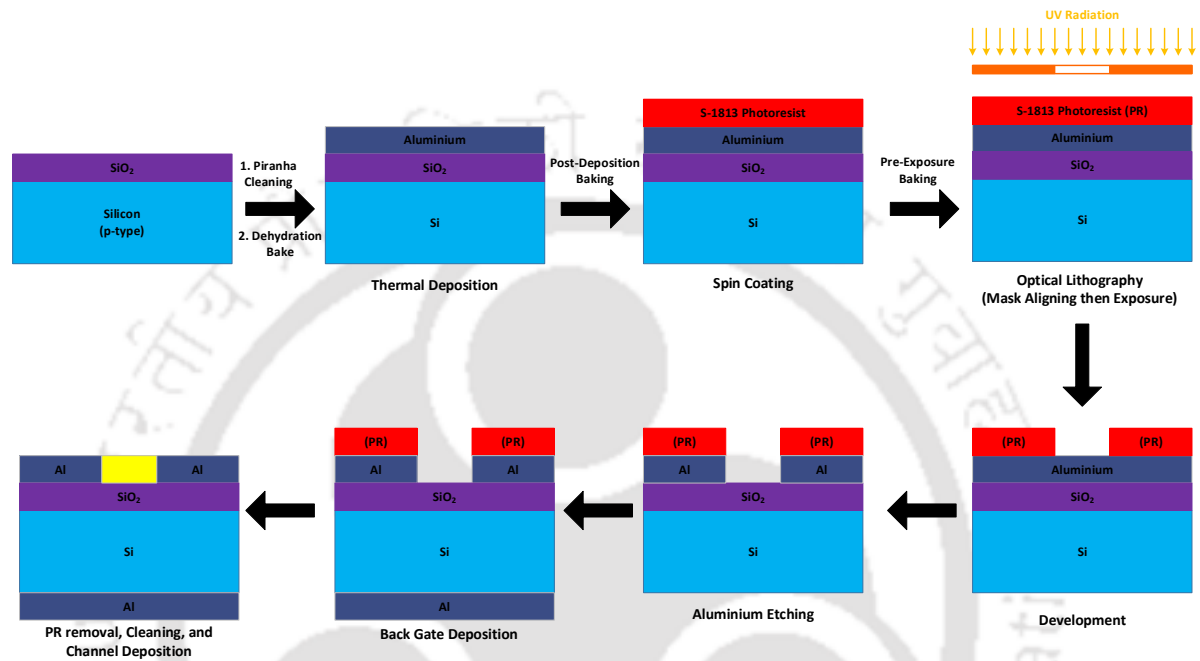 UV Radiation
S-1813 Photoresist
S-1813 Photoresist (PR)
Aluminium
Aluminium
Aluminium
SiO₂
1. Piranha
Cleaning
SiO₂
Post-Deposition
Baking
SiO₂
Pre-Exposure
Baking
SiO₂
Silicon
(p-type)
2. Dehydration
Bake
Si
Si
Si
Thermal Deposition
Spin Coating
Optical Lithography
(Mask Aligning then Exposure)
(PR)
(PR)
(PR)
(PR)
(PR)
(PR)
Al
Al
Al
Al
Al
Al
Aluminium
SiO₂
SiO₂
SiO₂
SiO₂
Si
Si
Si
Si
Al
Al
PR removal, Cleaning, and
Channel Deposition
Back Gate Deposition
Aluminium Etching
Development